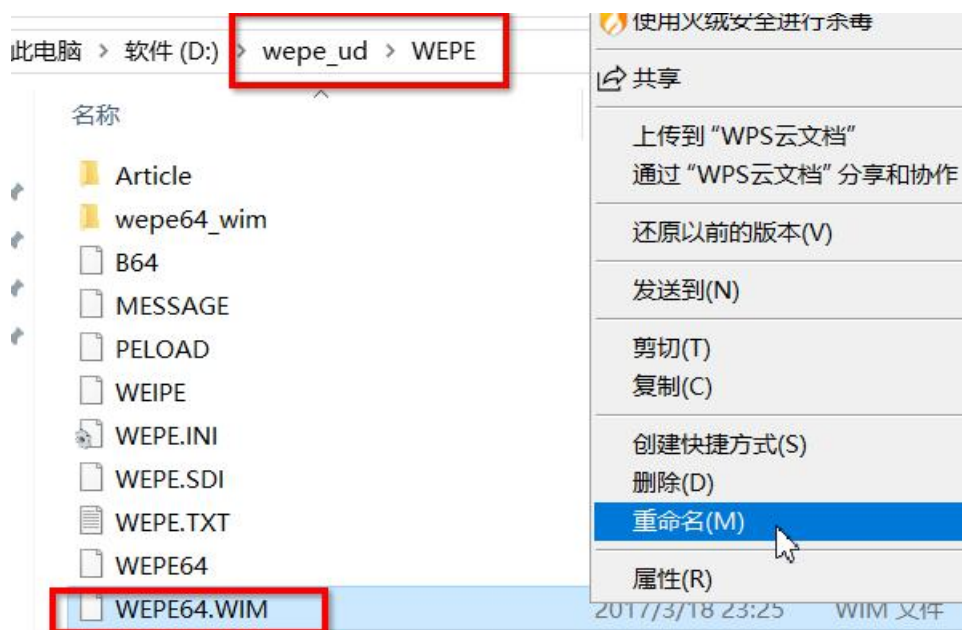 此电脑 > 软件 (D:) > wepe_ud > WEPE
名称
Article
wepe64_wim
B64
MESSAGE
PELOAD
WEIPE
WEPE.INI
WEPE.SDI
WEPE.TXT
WEPE64
WEPE64.WIM
2017/3/18 23:25 WIM 文件
使用火绒安全进行杀毒
共享
上传到 “WPS云文档”
通过 “WPS云文档” 分享和协作
还原以前的版本(V)
发送到(N)
剪切(T)
复制(C)
创建快捷方式(S)
删除(D)
重命名(M)
属性(R)